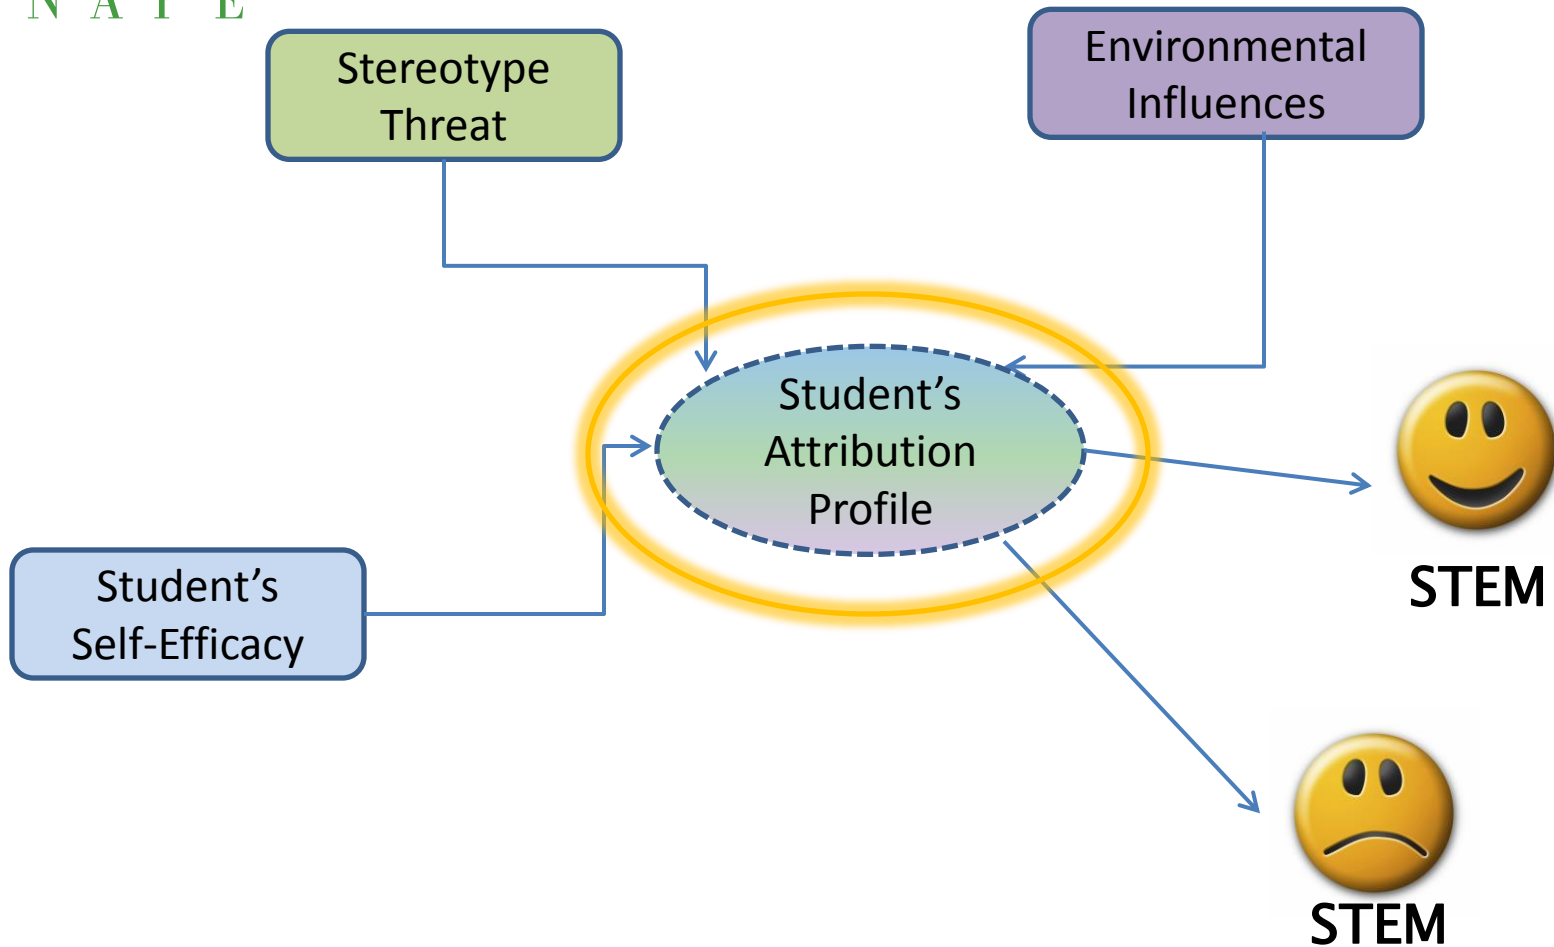 N A P E
Stereotype
Threat
Environmental
Influences
Student’s
Attribution
Profile
Student’s
Self-Efficacy
STEM
STEM